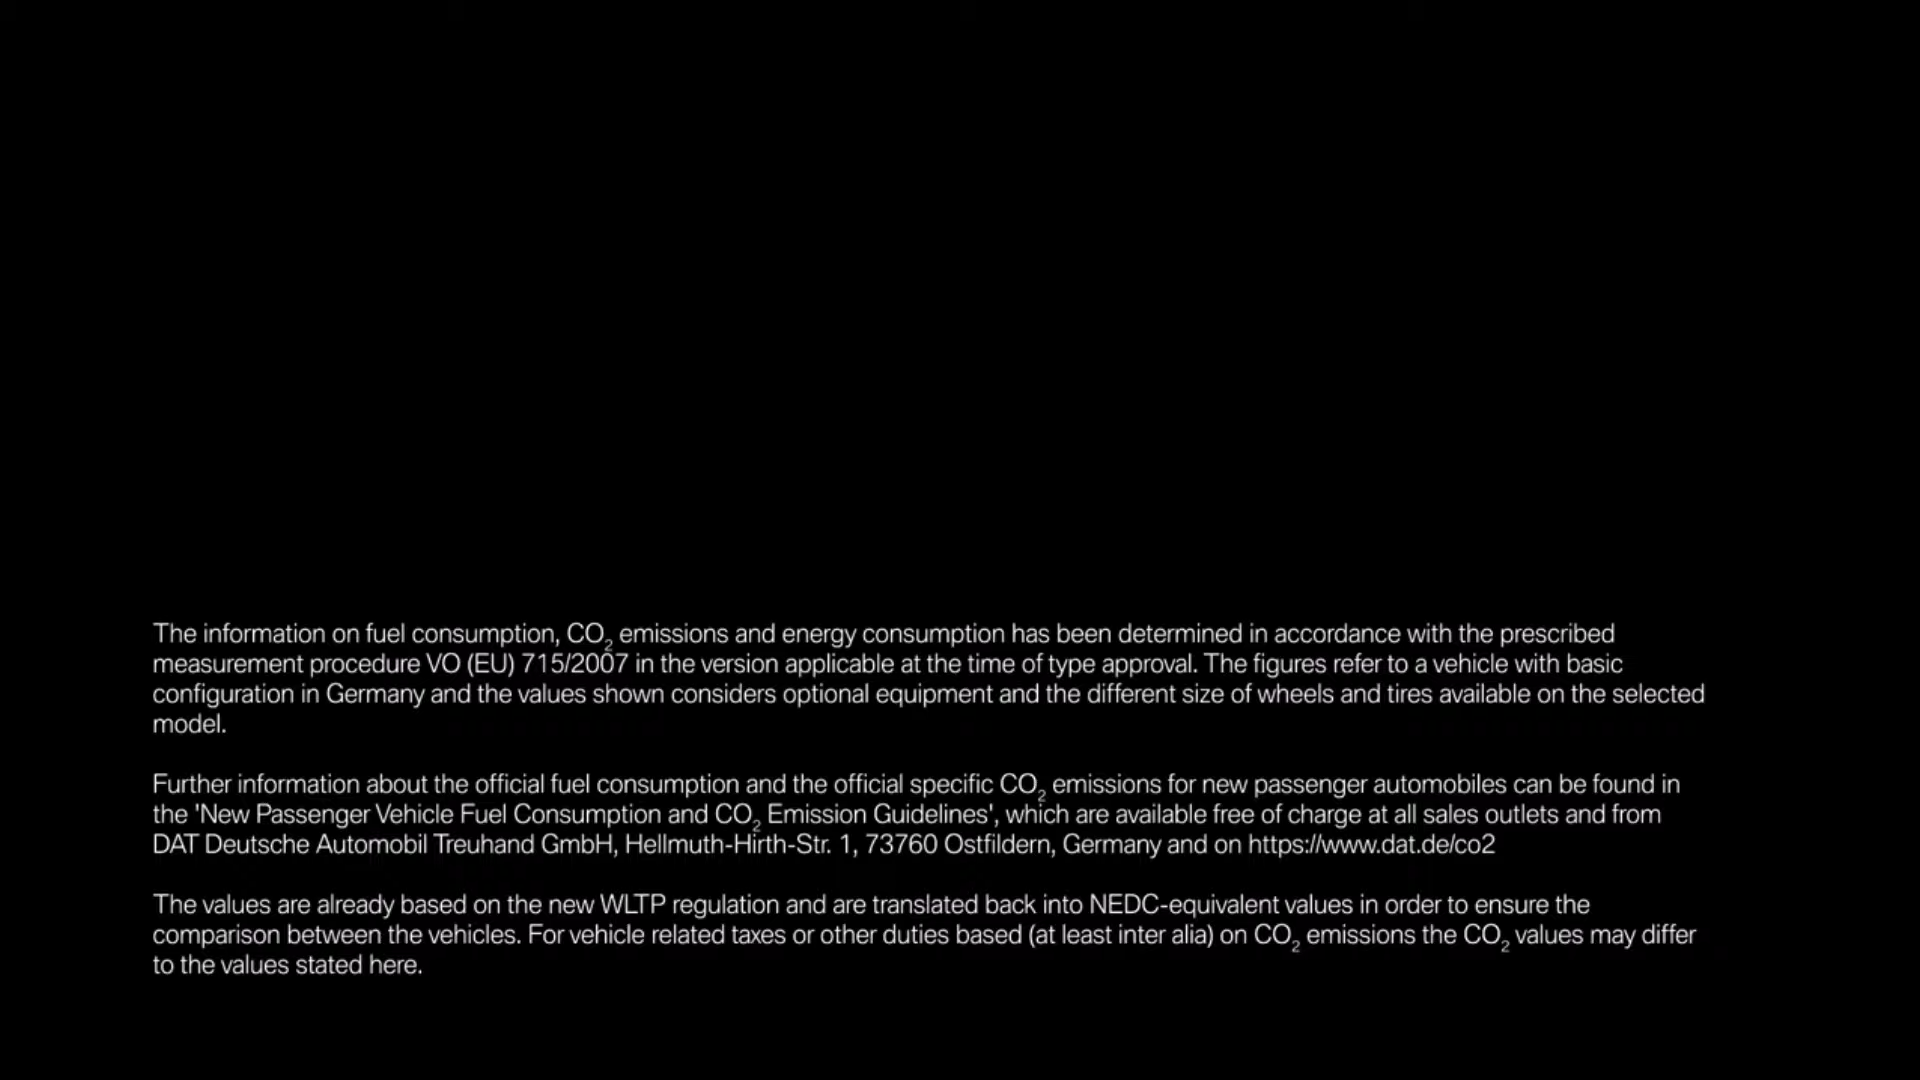 The information on fuel consumption, CO₂ emissions and energy consumption has been determined in accordance with the prescribed
measurement procedure VO (EU) 715/2007 in the version applicable at the time of type approval. The figures refer to a vehicle with basic
configuration in Germany and the values shown considers optional equipment and the different size of wheels and tires available on the selected
model.
Further information about the official fuel consumption and the official specific CO₂ emissions for new passenger automobiles can be found in
the 'New Passenger Vehicle Fuel Consumption and CO₂ Emission Guidelines', which are available free of charge at all sales outlets and from
DAT Deutsche Automobil Treuhand GmbH, Hellmuth-Hirth-Str. 1, 73760 Ostfildern, Germany and on https://www.dat.de/co2
The values are already based on the new WLTP regulation and are translated back into NEDC-equivalent values in order to ensure the
comparison between the vehicles. For vehicle related taxes or other duties based (at least inter alia) on CO₂ emissions the CO₂ values may differ
to the values stated here.